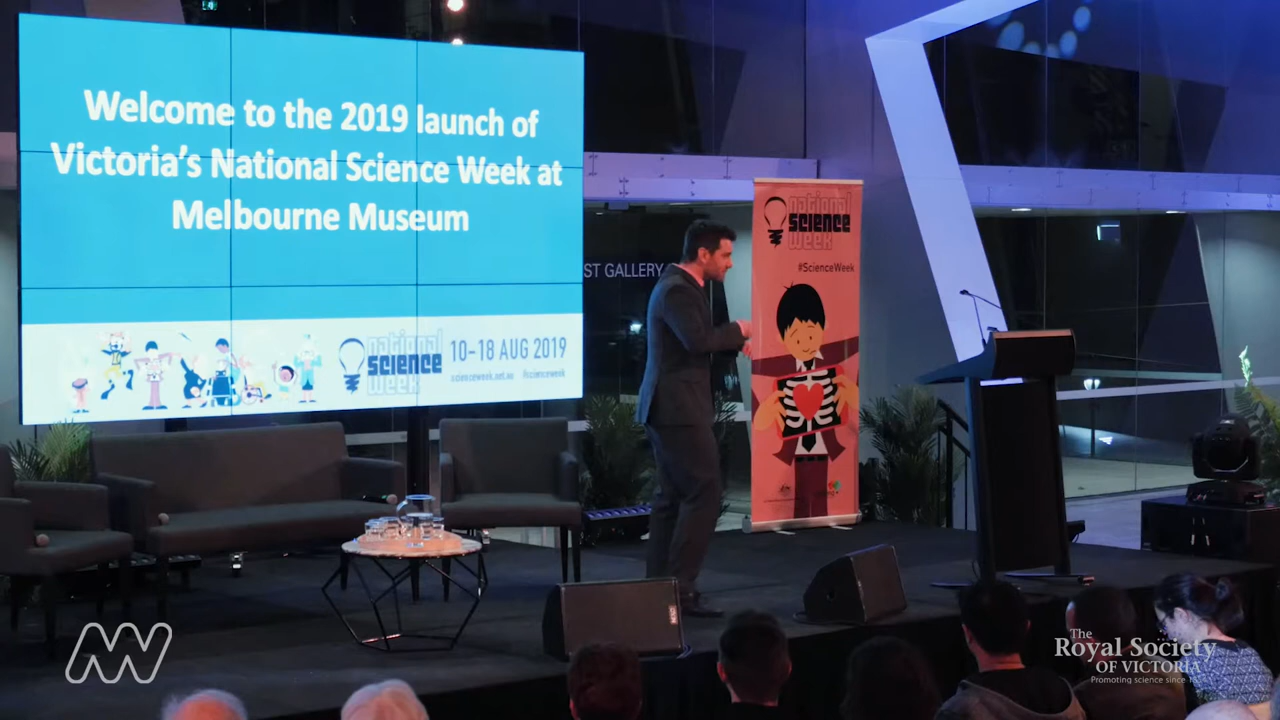 Welcome to the 2019 launch of
Victoria's National Science Week at
Melbourne Museum
national
science
week
10-18 AUG 2019
scienceweek.net.au #scienceweek
ST GALLERY
national
science
week
#ScienceWeek
The
Royal Society
OF VICTORIA
Promoting science since